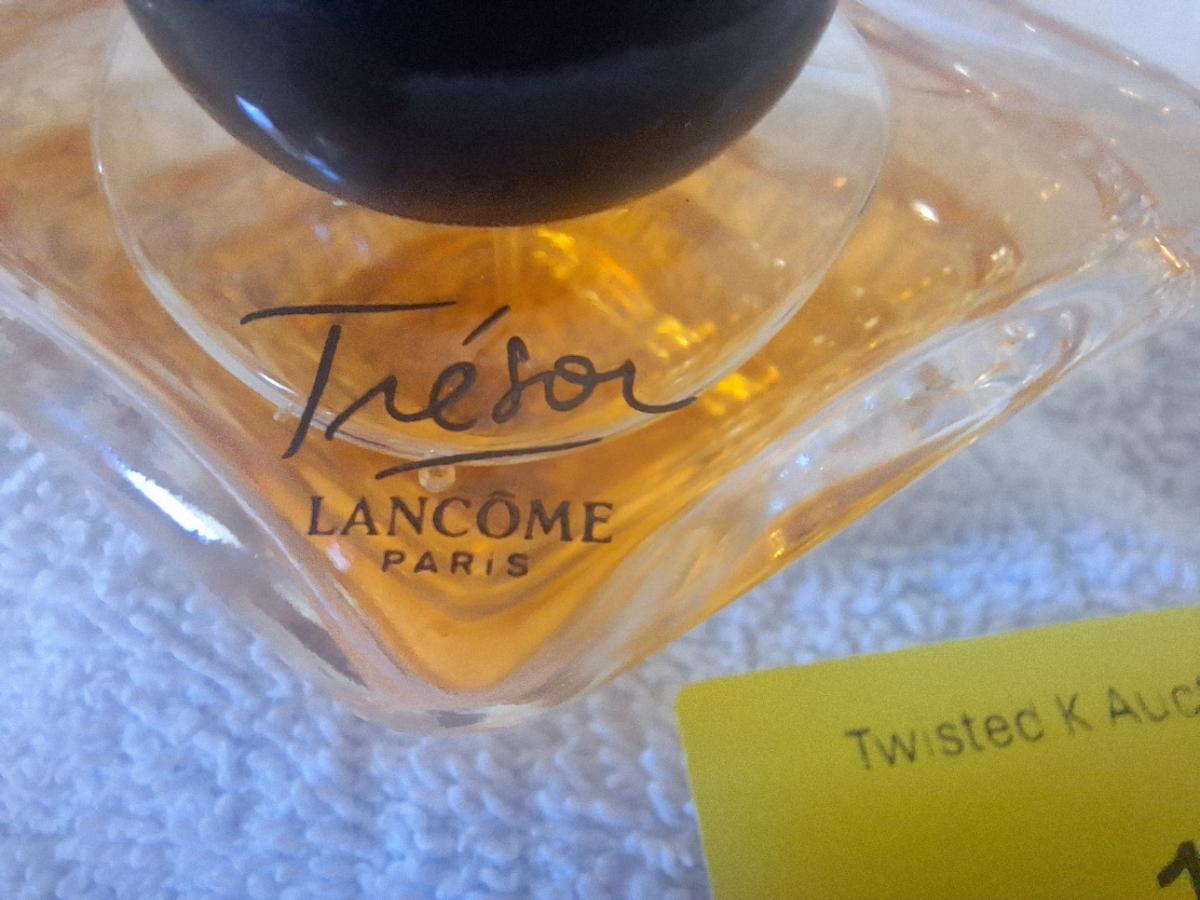 Trésor
LANCÔME
PARiS
Twisted K